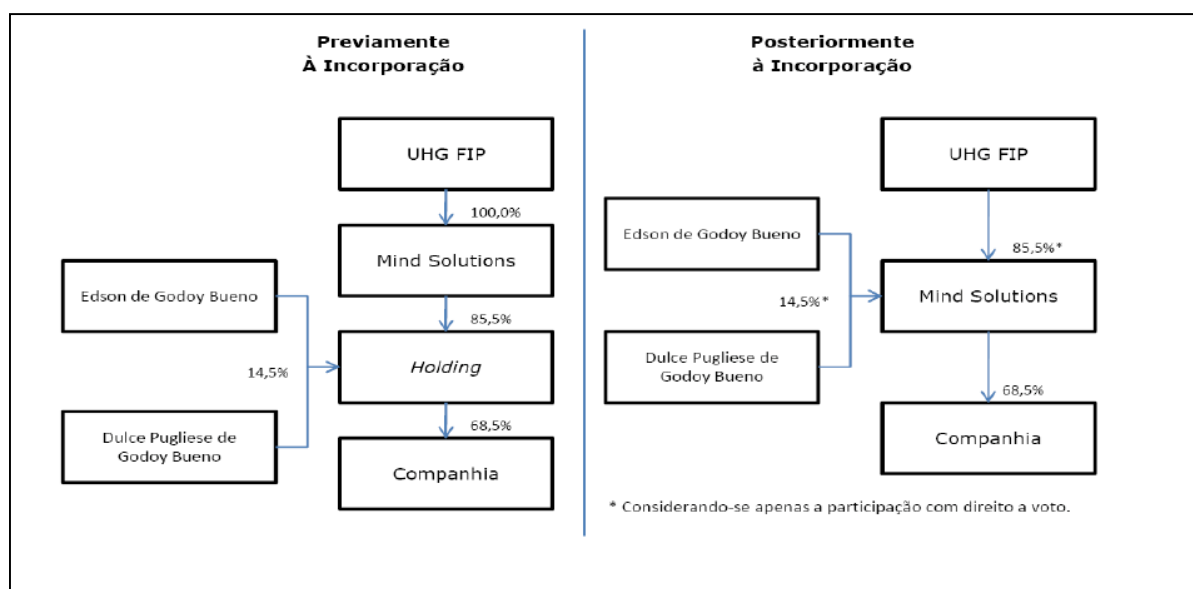 Previamente
À Incorporação
UHG FIP
100,0%
Mind Solutions
Edson de Godoy Bueno
85,5%
14,5%
Holding
Dulce Pugliese de
Godoy Bueno
68,5%
Companhia
Posteriormente
à Incorporação
UHG FIP
Edson de Godoy Bueno
85,5%*
14,5%*
Mind Solutions
Dulce Pugliese de
Godoy Bueno
68,5%
Companhia
* Considerando-se apenas a participação com direito a voto.